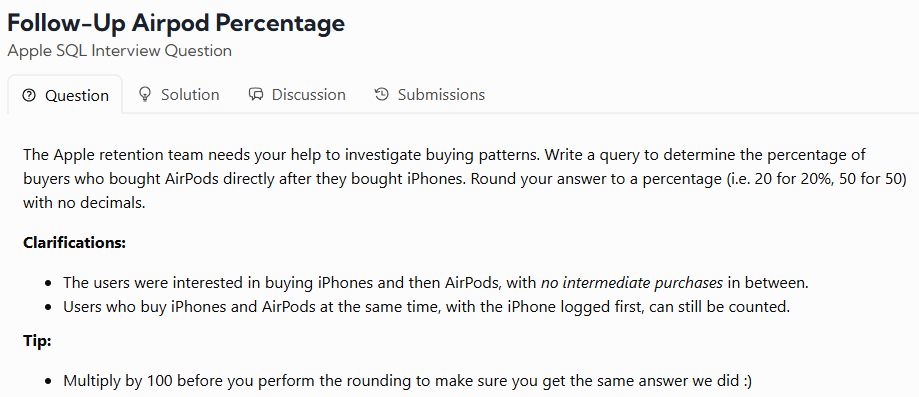 Follow-Up Airpod Percentage
Apple SQL Interview Question
Question Solution Discussion Submissions
The Apple retention team needs your help to investigate buying patterns. Write a query to determine the percentage of
buyers who bought AirPods directly after they bought iPhones. Round your answer to a percentage (i.e. 20 for 20%, 50 for 50)
with no decimals.
Clarifications:
• The users were interested in buying iPhones and then AirPods, with no intermediate purchases in between.
• Users who buy iPhones and AirPods at the same time, with the iPhone logged first, can still be counted.
Tip:
• Multiply by 100 before you perform the rounding to make sure you get the same answer we did :)